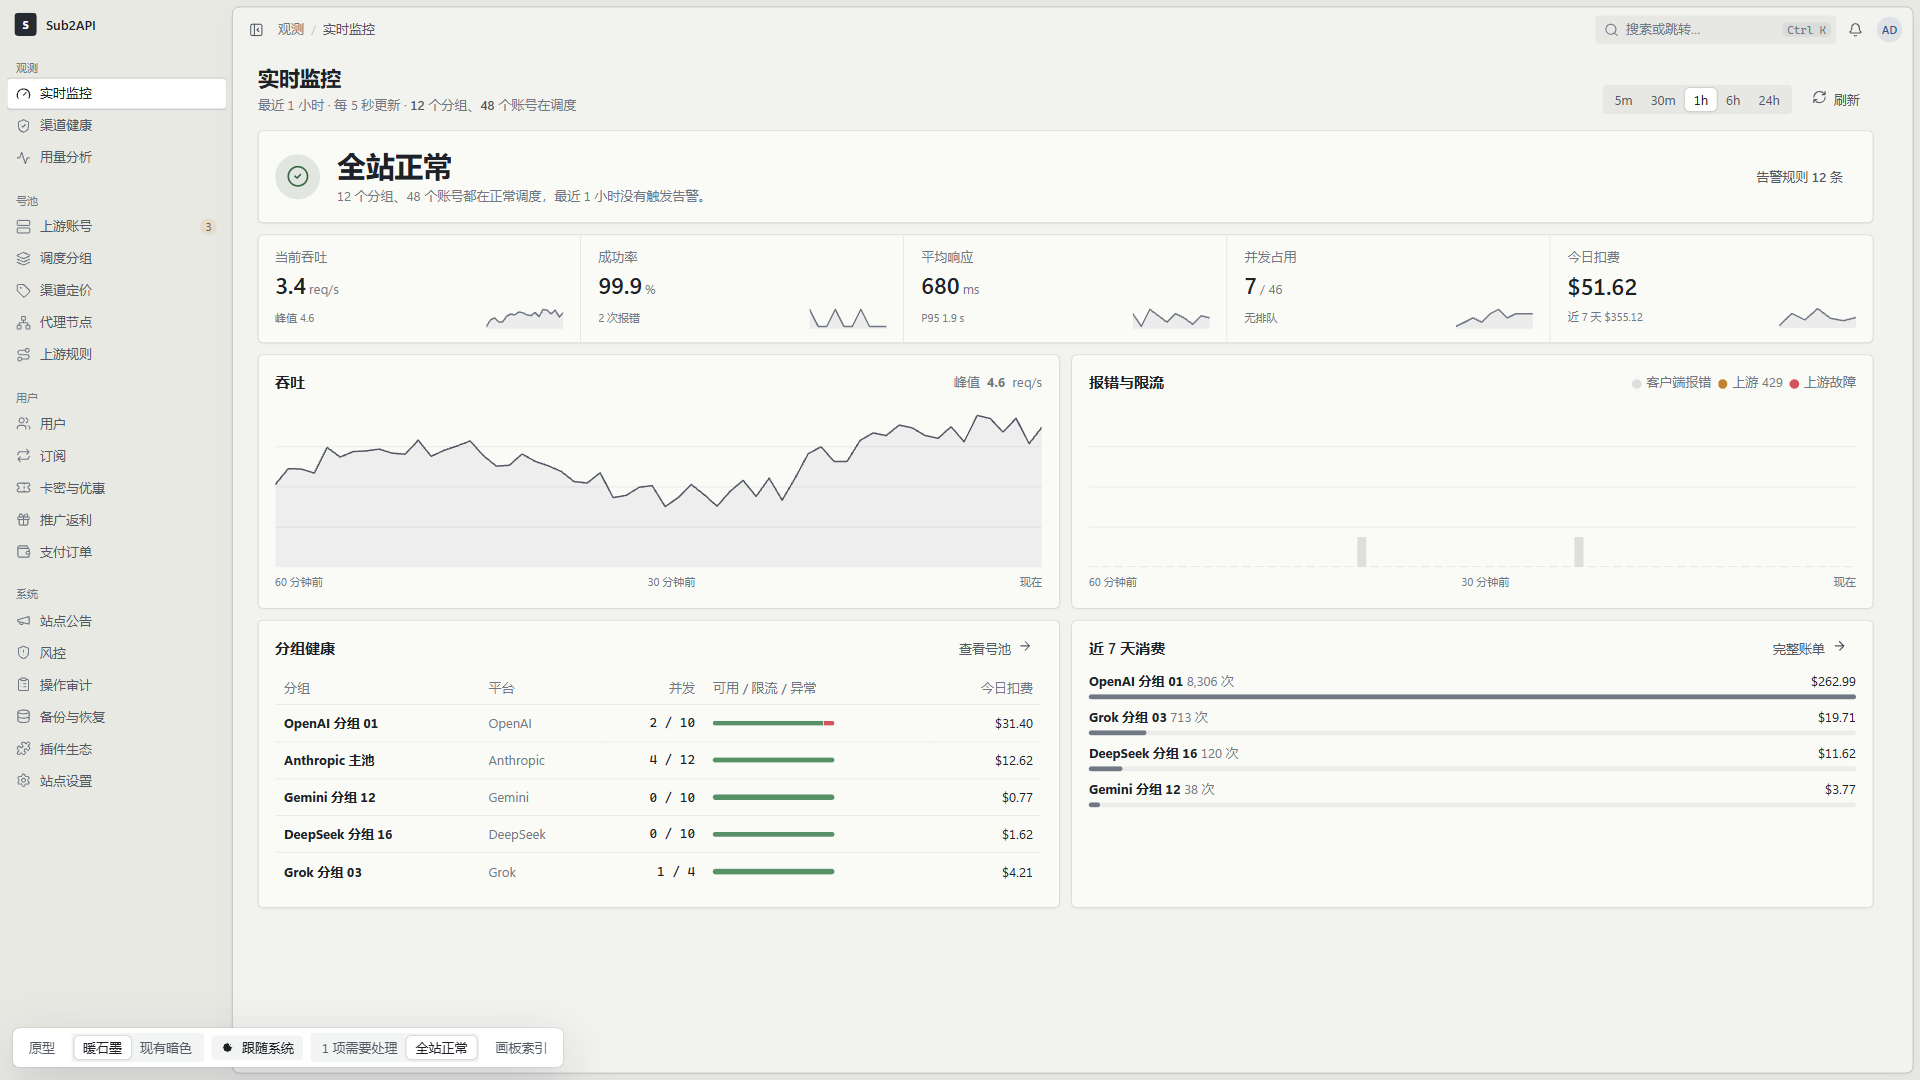 S Sub2API
观测
实时监控
渠道健康
用量分析
号池
上游账号 3
调度分组
渠道定价
代理节点
上游规则
用户
用户
订阅
卡密与优惠
推广返利
支付订单
系统
站点公告
风控
操作审计
备份与恢复
插件生态
站点设置
观测 / 实时监控
搜索或跳转... Ctrl K
AD
实时监控
最近 1 小时 · 每 5 秒更新 · 12 个分组、48 个账号在调度
5m 30m 1h 6h 24h 刷新
全站正常
12 个分组、48 个账号都在正常调度，最近 1 小时没有触发告警。
告警规则 12 条
当前吞吐
3.4 req/s
峰值 4.6
成功率
99.9 %
2 次报错
平均响应
680 ms
P95 1.9 s
并发占用
7 / 46
无排队
今日扣费
$51.62
近 7 天 $355.12
吞吐 峰值 4.6 req/s
60 分钟前 30 分钟前 现在
报错与限流 客户端报错 上游 429 上游故障
60 分钟前 30 分钟前 现在
分组健康 查看号池
分组 平台 并发 可用 / 限流 / 异常 今日扣费
OpenAI 分组 01 OpenAI 2 / 10 $31.40
Anthropic 主池 Anthropic 4 / 12 $12.62
Gemini 分组 12 Gemini 0 / 10 $0.77
DeepSeek 分组 16 DeepSeek 0 / 10 $1.62
Grok 分组 03 Grok 1 / 4 $4.21
近 7 天消费 完整账单
OpenAI 分组 01 8,306 次 $262.99
Grok 分组 03 713 次 $19.71
DeepSeek 分组 16 120 次 $11.62
Gemini 分组 12 38 次 $3.77
原型 暖石墨 现有暗色 跟随系统 1 项需要处理 全站正常 画板索引